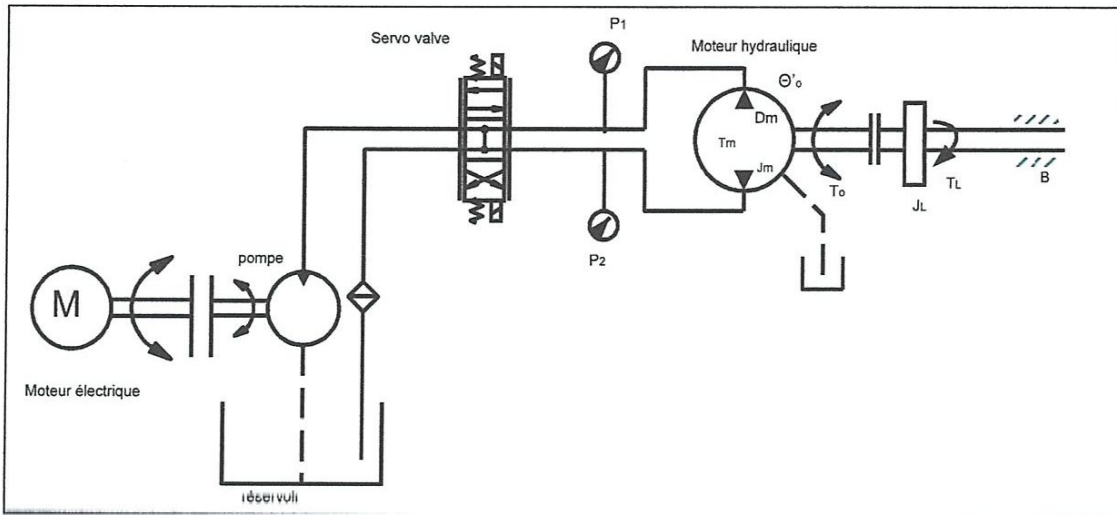 P1
Servo valve
Moteur hydraulique
Θ'o
Dm
Tm
Jm
To
TL
JL
B
P2
pompe
M
Moteur électrique